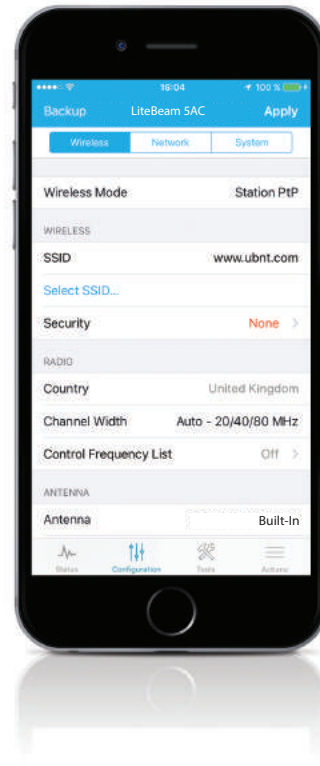 16:04 100 %
Backup LiteBeam 5AC Apply
Wireless Network System
Wireless Mode Station PtP
WIRELESS
SSID www.ubnt.com
Select SSID...
Security None
RADIO
Country United Kingdom
Channel Width Auto - 20/40/80 MHz
Control Frequency List Off
ANTENNA
Antenna Built-In
Status Configuration Tools Actions